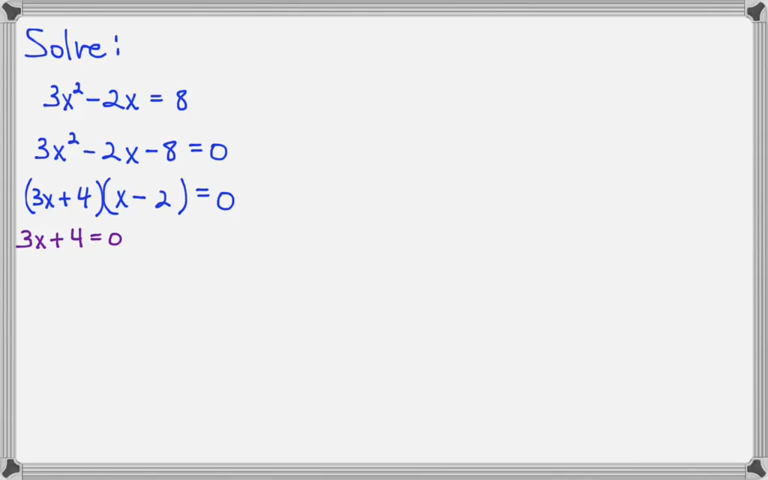 Solve:
3x² - 2x = 8
3x² - 2x - 8 = 0
(3x + 4)(x - 2) = 0
3x + 4 = 0